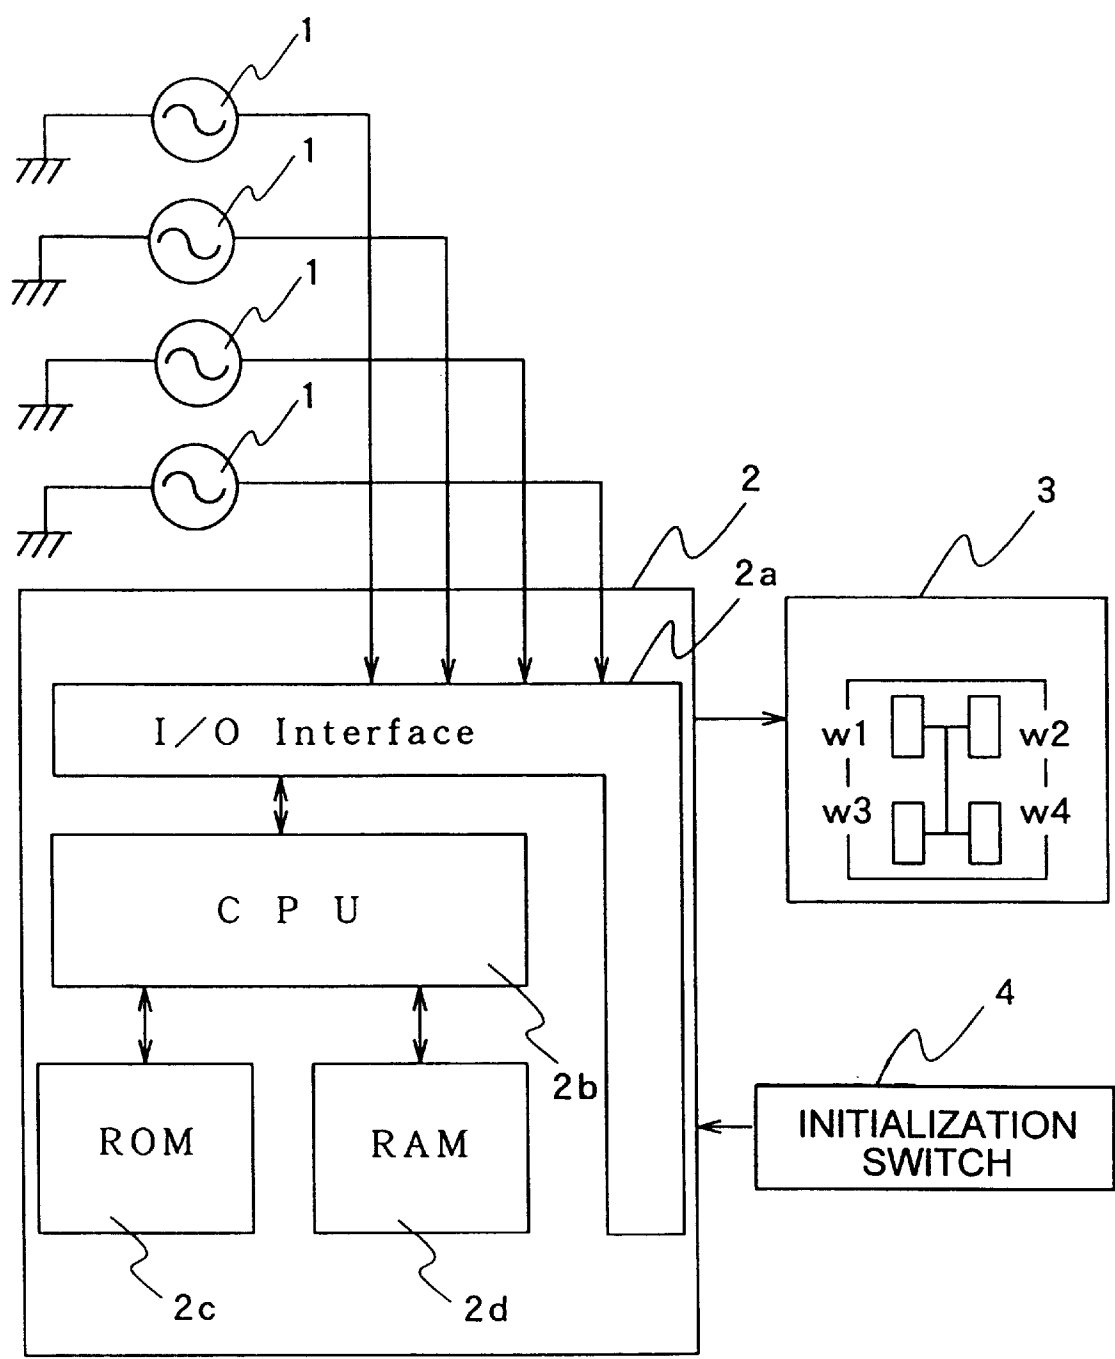 1
1
1
1
2
3
2a
I/O Interface
w1
w2
w3
w4
CPU
4
2b
INITIALIZATION
SWITCH
ROM
RAM
2c
2d